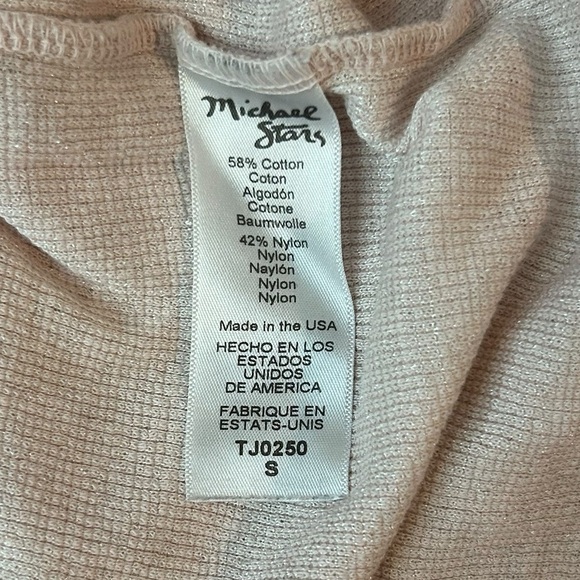 Michael
Stars
58% Cotton
Coton
Algodón
Cotone
Baumwolle
42% Nylon
Nylon
Naylón
Nylon
Nylon
Made in the USA
HECHO EN LOS
ESTADOS
UNIDOS
DE AMERICA
FABRIQUE EN
ESTATS-UNIS
TJ0250
S